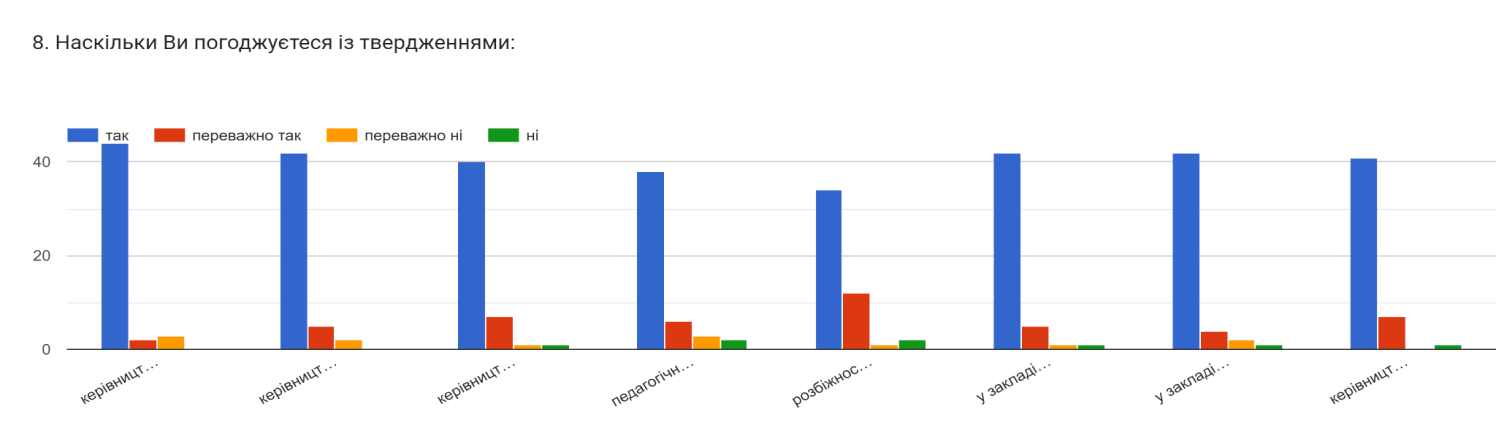 8. Наскільки Ви погоджуєтеся із твердженнями:
так переважно так переважно ні ні
40
20
0
керівницт… керівницт… керівницт… педагогічн… розбіжнос… у закладі… у закладі… керівницт…